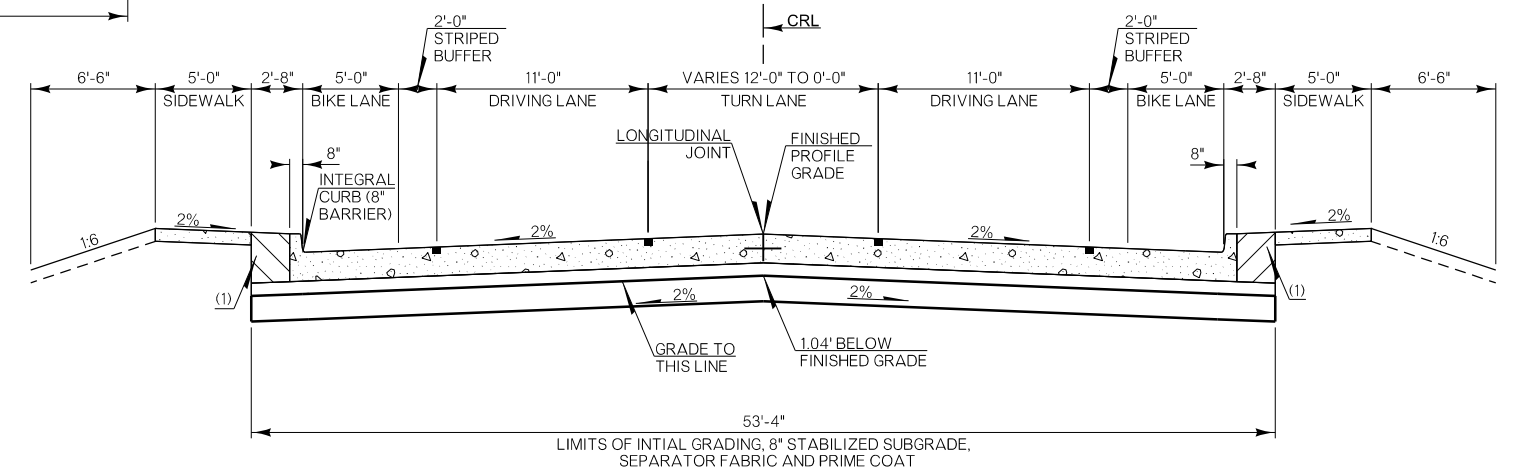 CRL
2'-0"
STRIPED
BUFFER
2'-0"
STRIPED
BUFFER
6'-6" 5'-0" 2'-8" 5'-0" 11'-0" VARIES 12'-0" TO 0'-0" 11'-0" 5'-0" 2'-8" 5'-0" 6'-6"
SIDEWALK BIKE LANE DRIVING LANE TURN LANE DRIVING LANE BIKE LANE SIDEWALK
LONGITUDINAL
JOINT
FINISHED
PROFILE
GRADE
8"
8"
INTEGRAL
CURB (8"
BARRIER)
1:6 2% 2% 2% 2% 1:6
(1) 2% 2% (1)
GRADE TO
THIS LINE
1.04' BELOW
FINISHED GRADE
53'-4"
LIMITS OF INTIAL GRADING, 8" STABILIZED SUBGRADE,
SEPARATOR FABRIC AND PRIME COAT